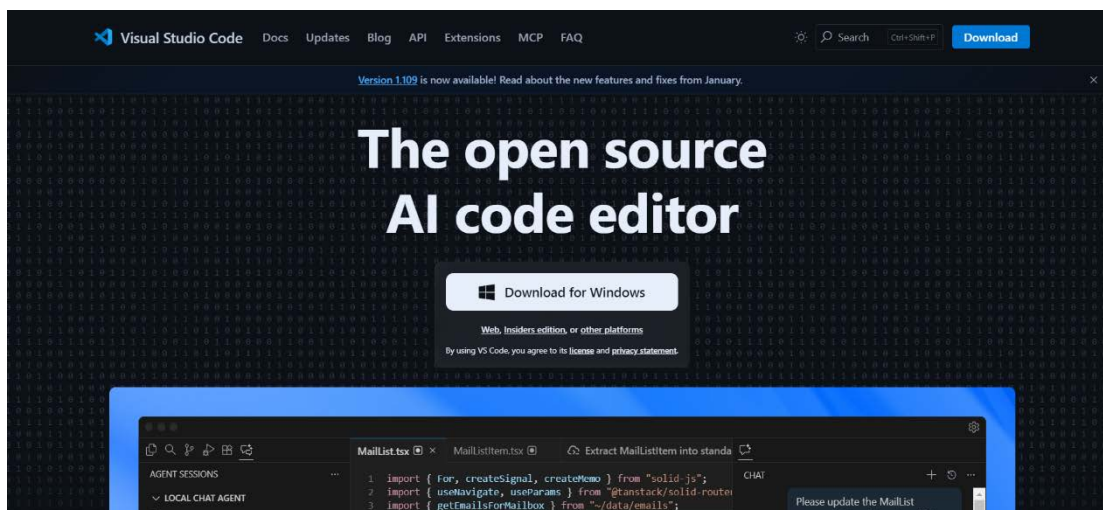 Visual Studio Code Docs Updates Blog API Extensions MCP FAQ Search Ctrl+Shift+P Download
Version 1.109 is now available! Read about the new features and fixes from January.
HAPPY CODING
The open source
AI code editor
Download for Windows
Web, Insiders edition, or other platforms
By using VS Code, you agree to its license and privacy statement.
MailList.tsx MailListItem.tsx Extract MailListItem into standa
AGENT SESSIONS
LOCAL CHAT AGENT
1 import { For, createSignal, createMemo } from "solid-js";
2 import { useNavigate, useParams } from "@tanstack/solid-router
3 import { getEmailsForMailbox } from "~/data/emails";
CHAT
Please update the MailList